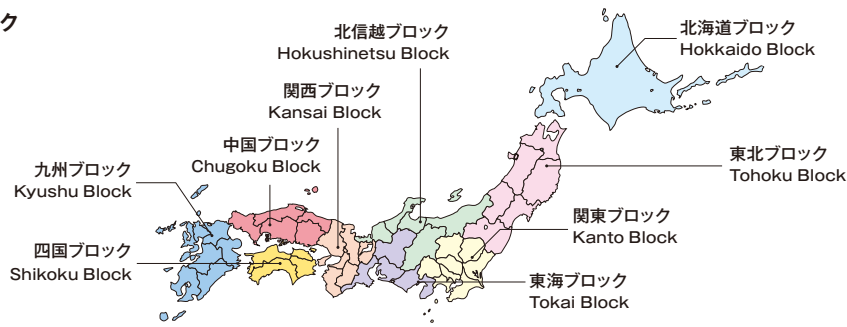 ク
北信越ブロック
Hokushinetsu Block
北海道ブロック
Hokkaido Block
関西ブロック
Kansai Block
中国ブロック
Chugoku Block
東北ブロック
Tohoku Block
九州ブロック
Kyushu Block
関東ブロック
Kanto Block
四国ブロック
Shikoku Block
東海ブロック
Tokai Block